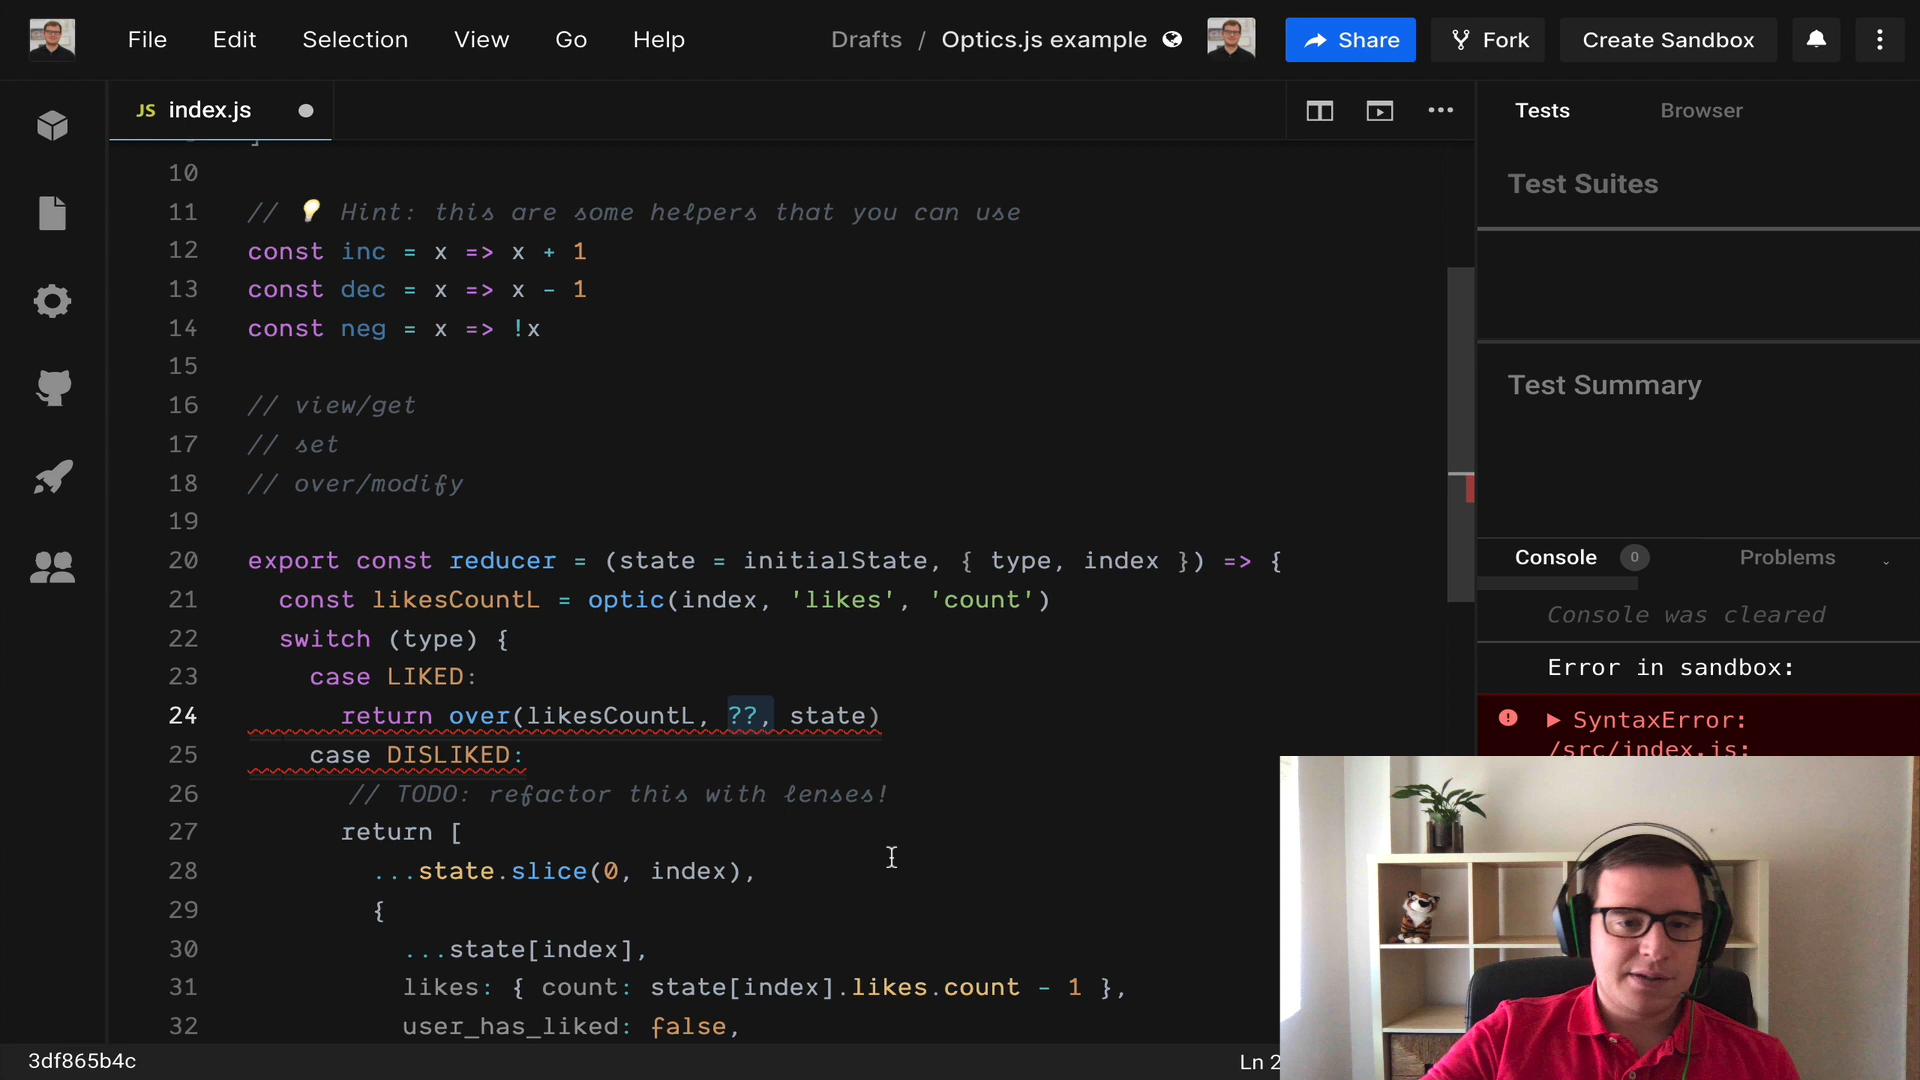 File Edit Selection View Go Help Drafts / Optics.js example Share Fork Create Sandbox
JS index.js
Tests Browser
10
11 // 💡 Hint: this are some helpers that you can use
12 const inc = x => x + 1
13 const dec = x => x - 1
14 const neg = x => !x
15
16 // view/get
17 // set
18 // over/modify
19
20 export const reducer = (state = initialState, { type, index }) => {
21 const likesCountL = optic(index, 'likes', 'count')
22 switch (type) {
23 case LIKED:
24 return over(likesCountL, ??, state)
25 case DISLIKED:
26 // TODO: refactor this with lenses!
27 return [
28 ...state.slice(0, index),
29 {
30 ...state[index],
31 likes: { count: state[index].likes.count - 1 },
32 user_has_liked: false,
Test Suites
Test Summary
Console 0 Problems
Console was cleared
Error in sandbox:
▶ SyntaxError:
/src/index.js:
3df865b4c
Ln 2